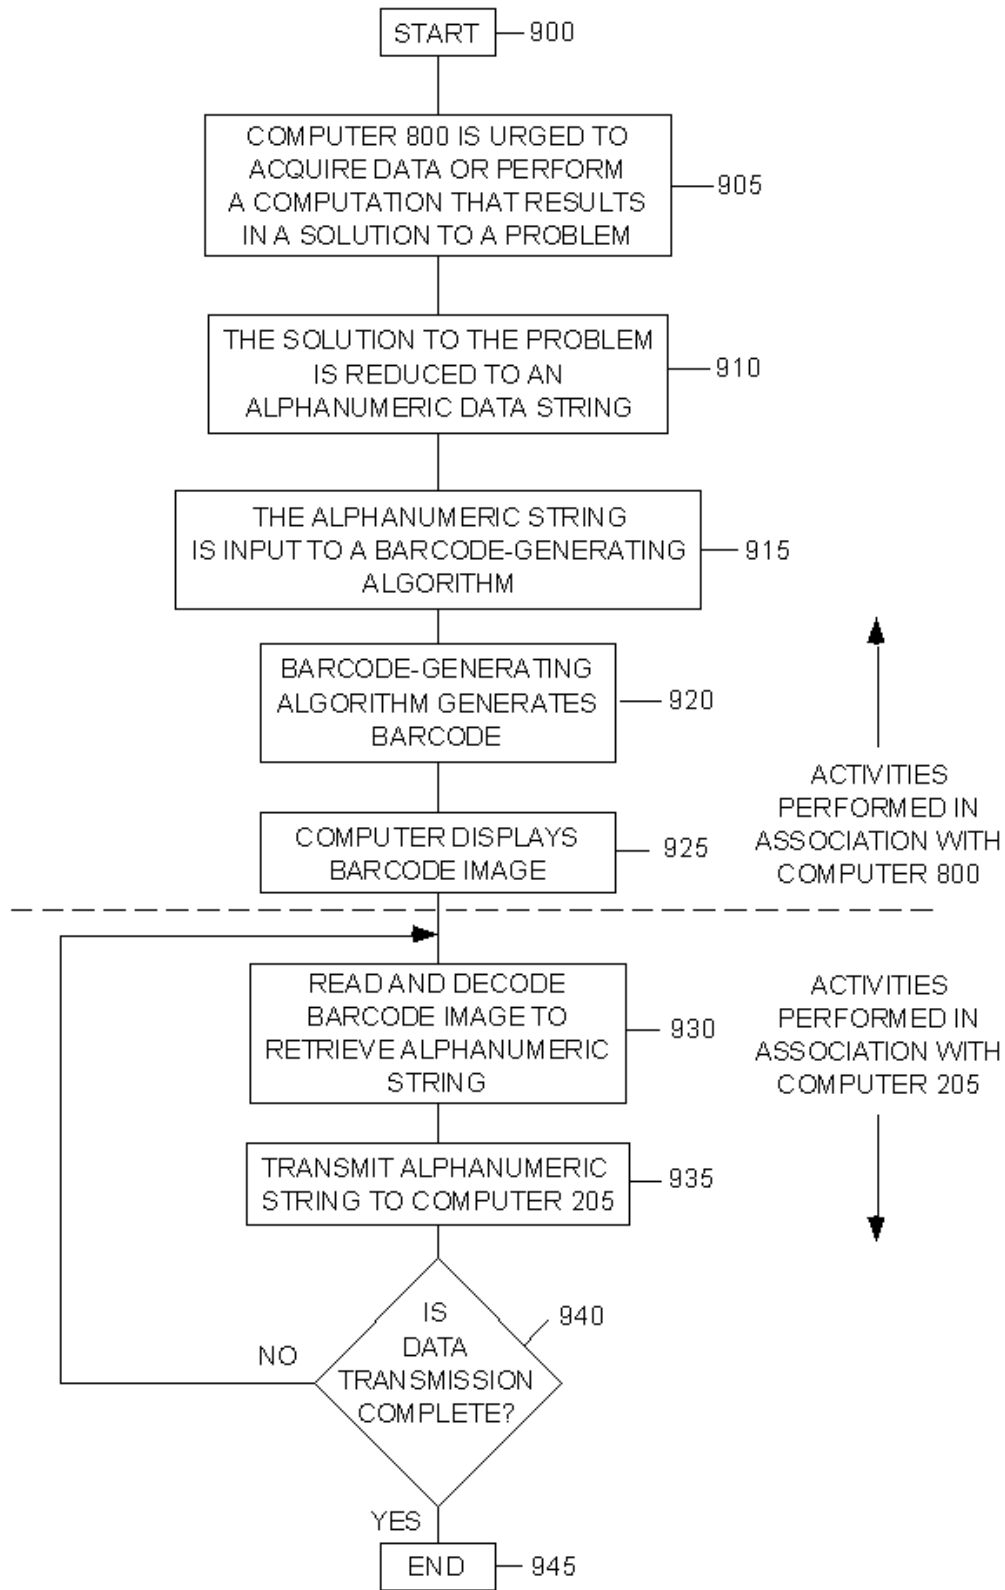 START
900
COMPUTER 800 IS URGED TO
ACQUIRE DATA OR PERFORM
A COMPUTATION THAT RESULTS
IN A SOLUTION TO A PROBLEM
905
THE SOLUTION TO THE PROBLEM
IS REDUCED TO AN
ALPHANUMERIC DATA STRING
910
THE ALPHANUMERIC STRING
IS INPUT TO A BARCODE-GENERATING
ALGORITHM
915
BARCODE-GENERATING
ALGORITHM GENERATES
BARCODE
920
COMPUTER DISPLAYS
BARCODE IMAGE
925
ACTIVITIES
PERFORMED IN
ASSOCIATION WITH
COMPUTER 800
READ AND DECODE
BARCODE IMAGE TO
RETRIEVE ALPHANUMERIC
STRING
930
ACTIVITIES
PERFORMED IN
ASSOCIATION WITH
COMPUTER 205
TRANSMIT ALPHANUMERIC
STRING TO COMPUTER 205
935
IS
DATA
TRANSMISSION
COMPLETE?
940
NO
YES
END
945